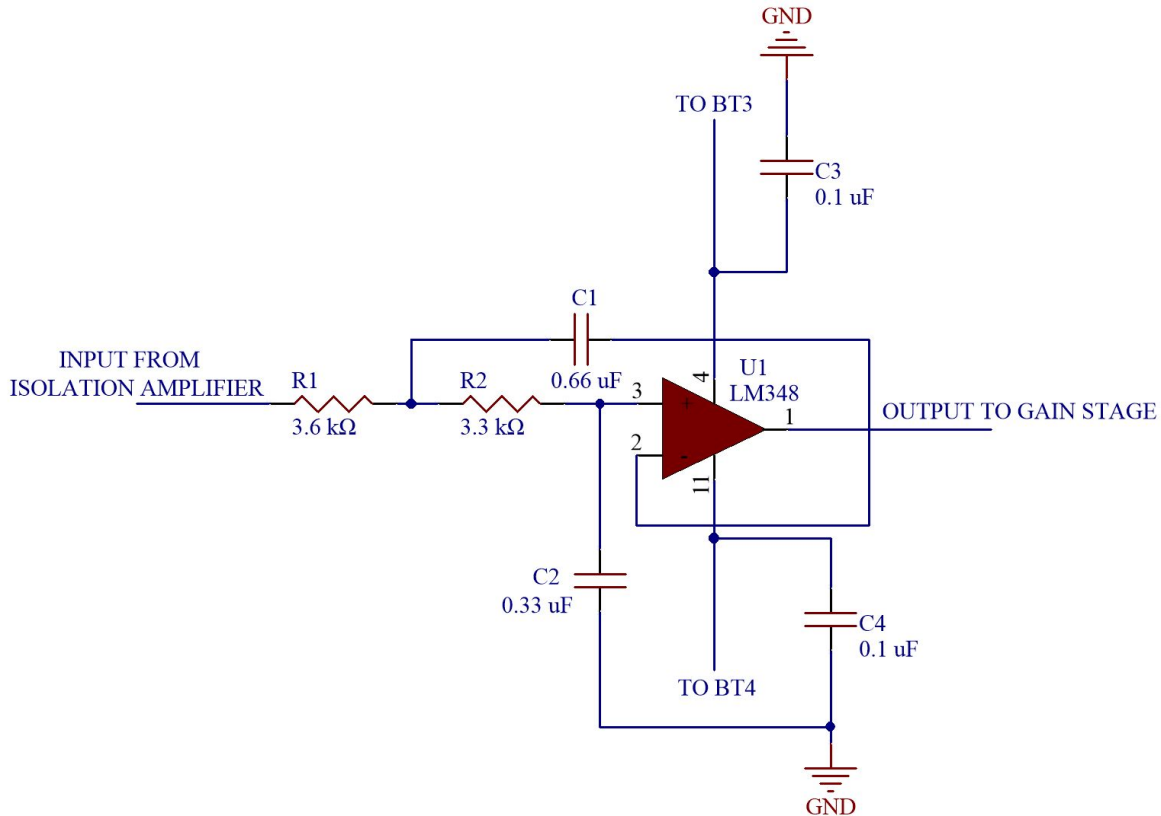 GND
TO BT3
C3
0.1 uF
C1
0.66 uF
INPUT FROM
ISOLATION AMPLIFIER
R1
3.6 kΩ
R2
3.3 kΩ
U1
LM348
3
+
2
-
4
11
1
OUTPUT TO GAIN STAGE
C2
0.33 uF
C4
0.1 uF
TO BT4
GND